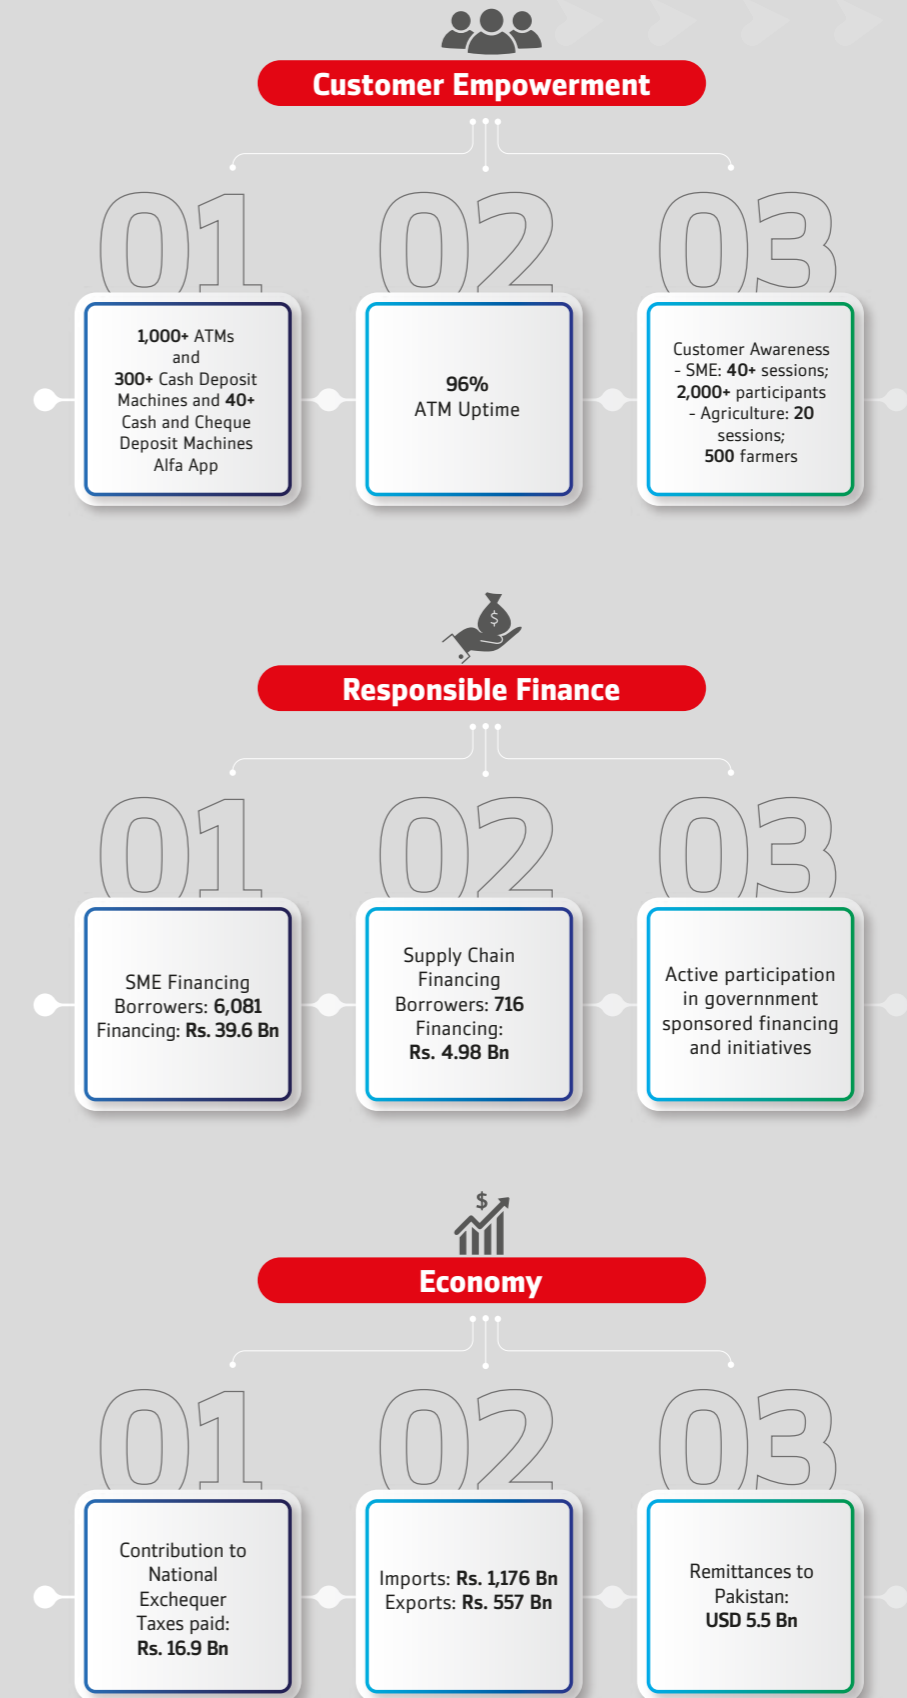 Customer Empowerment
01
1,000+ ATMs
and
300+ Cash Deposit
Machines and 40+
Cash and Cheque
Deposit Machines
Alfa App
02
96%
ATM Uptime
03
Customer Awareness
- SME: 40+ sessions;
2,000+ participants
- Agriculture: 20
sessions;
500 farmers
$
Responsible Finance
01
SME Financing
Borrowers: 6,081
Financing: Rs. 39.6 Bn
02
Supply Chain
Financing
Borrowers: 716
Financing:
Rs. 4.98 Bn
03
Active participation
in governnment
sponsored financing
and initiatives
$
Economy
01
Contribution to
National
Exchequer
Taxes paid:
Rs. 16.9 Bn
02
Imports: Rs. 1,176 Bn
Exports: Rs. 557 Bn
03
Remittances to
Pakistan:
USD 5.5 Bn